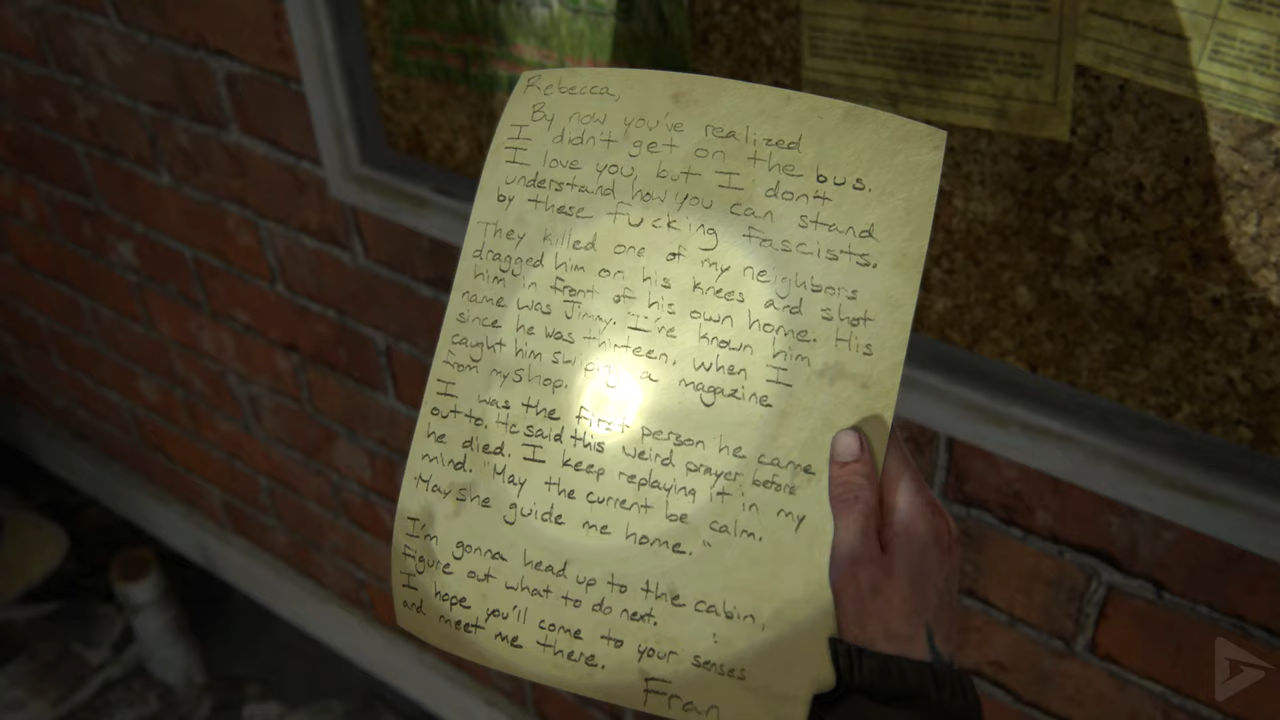 Rebecca,
By now you've realized
I didn't get on the bus.
I love you, but I don't
understand how you can stand
by these fucking fascists.
They killed one of my neighbors
dragged him on his knees and shot
him in front of his own home. His
name was Jimmy. I've known him
since he was thirteen, when I
caught him swiping a magazine
from my shop.
I was the first person he came
out to. He said this weird prayer before
he died. I keep replaying it in my
mind. "May the current be calm.
May she guide me home."
I'm gonna head up to the cabin,
figure out what to do next.
I hope you'll come to your senses
and meet me there.
Fran